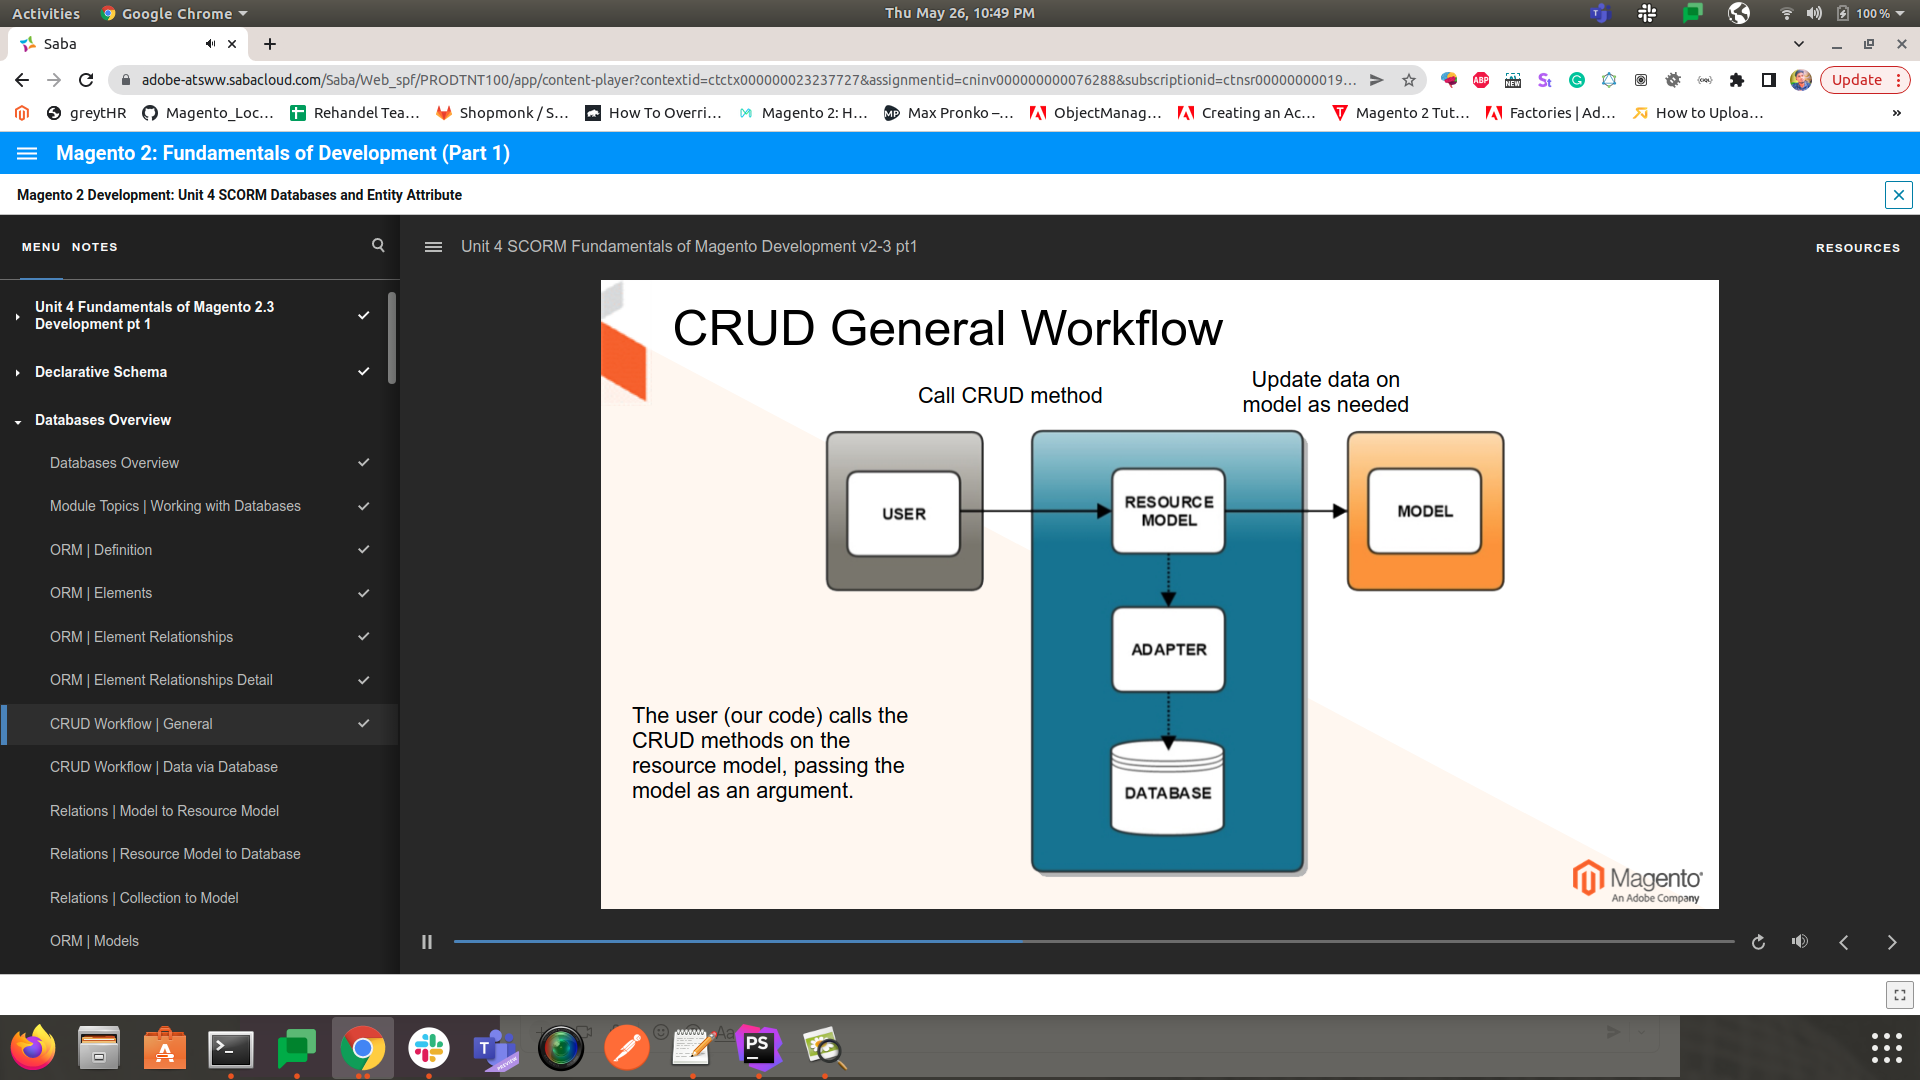 Activities Google Chrome Thu May 26, 10:49 PM 100 %
Saba
adobe-atsww.sabacloud.com/Saba/Web_spf/PRODTNT100/app/content-player?contextid=ctctx000000023237727&assignmentid=cninv000000000076288&subscriptionid=ctnsr00000000019... Update
greytHR Magento_Loc... Rehandel Tea... Shopmonk / S... How To Overri... Magento 2: H... Max Pronko –... ObjectManag... Creating an Ac... Magento 2 Tut... Factories | Ad... How to Uploa... »
Magento 2: Fundamentals of Development (Part 1)
Magento 2 Development: Unit 4 SCORM Databases and Entity Attribute
MENU NOTES
Unit 4 SCORM Fundamentals of Magento Development v2-3 pt1
RESOURCES
Unit 4 Fundamentals of Magento 2.3
Development pt 1
Declarative Schema
Databases Overview
Databases Overview
Module Topics | Working with Databases
ORM | Definition
ORM | Elements
ORM | Element Relationships
ORM | Element Relationships Detail
CRUD Workflow | General
CRUD Workflow | Data via Database
Relations | Model to Resource Model
Relations | Resource Model to Database
Relations | Collection to Model
ORM | Models
CRUD General Workflow
Call CRUD method
Update data on
model as needed
USER
RESOURCE
MODEL
MODEL
ADAPTER
DATABASE
The user (our code) calls the
CRUD methods on the
resource model, passing the
model as an argument.
Magento
An Adobe Company